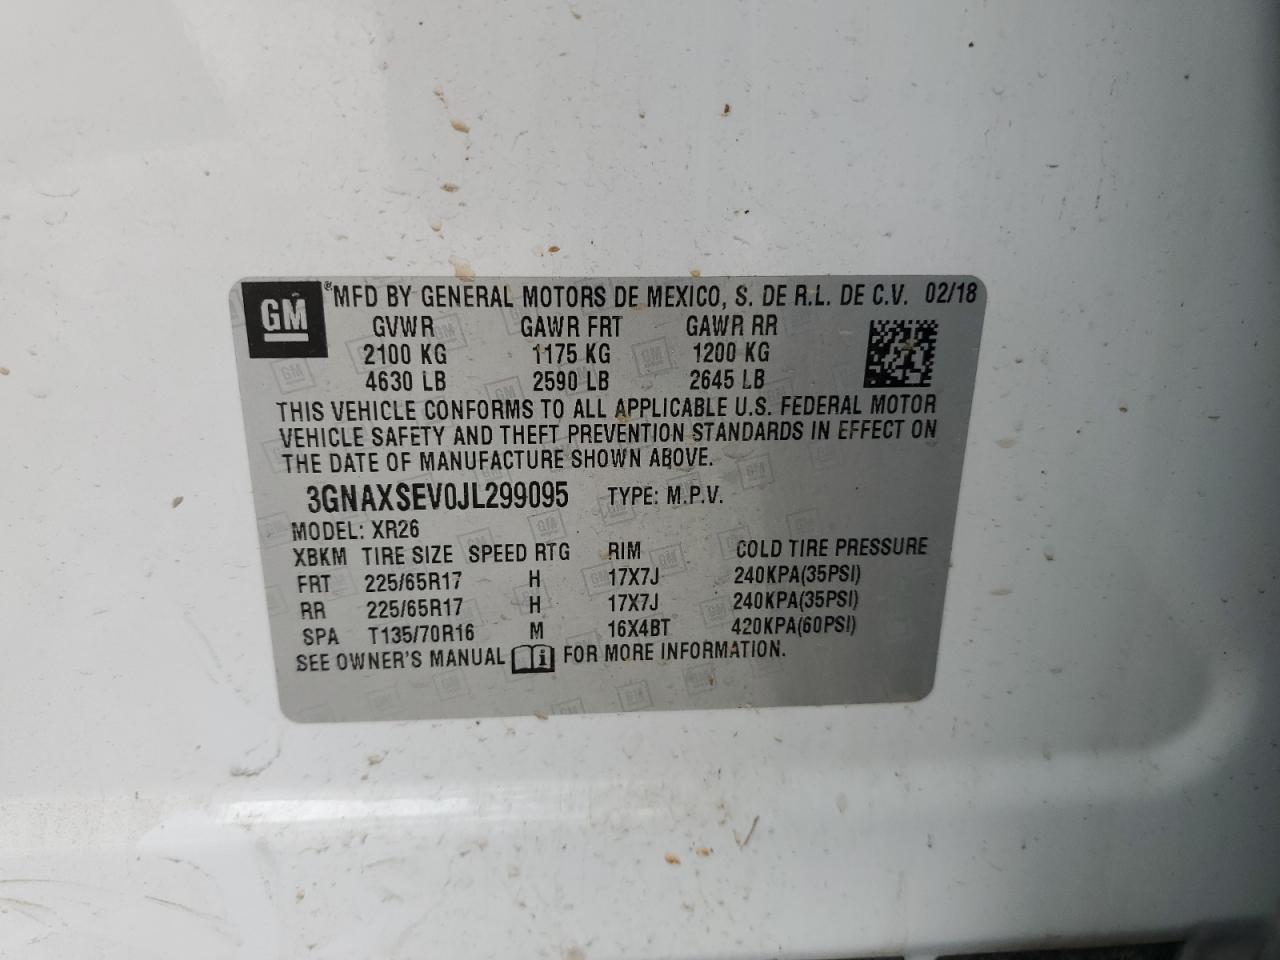 GM ®MFD BY GENERAL MOTORS DE MEXICO, S. DE R.L. DE C.V. 02/18
GVWR GAWR FRT GAWR RR
2100 KG 1175 KG 1200 KG
4630 LB 2590 LB 2645 LB
THIS VEHICLE CONFORMS TO ALL APPLICABLE U.S. FEDERAL MOTOR
VEHICLE SAFETY AND THEFT PREVENTION STANDARDS IN EFFECT ON
THE DATE OF MANUFACTURE SHOWN ABOVE.
3GNAXSEV0JL299095 TYPE: M.P.V.
MODEL: XR26
XBKM TIRE SIZE SPEED RTG RIM COLD TIRE PRESSURE
FRT 225/65R17 H 17X7J 240KPA(35PSI)
RR 225/65R17 H 17X7J 240KPA(35PSI)
SPA T135/70R16 M 16X4BT 420KPA(60PSI)
SEE OWNER'S MANUAL FOR MORE INFORMATION.